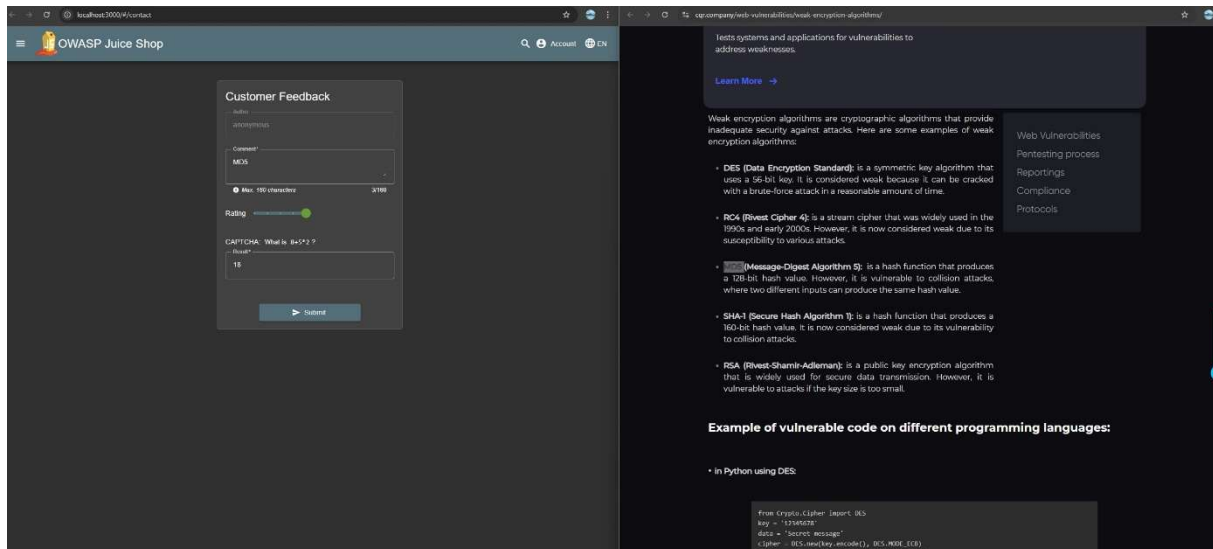 localhost:3000/#/contact
OWASP Juice Shop
Account
EN
Customer Feedback
Author
anonymous
Comment*
MD5
Max. 160 characters
3/160
Rating
CAPTCHA: What is 8+5*2 ?
Result*
18
Submit
cqr.company/web-vulnerabilities/weak-encryption-algorithms/
Tests systems and applications for vulnerabilities to
address weaknesses.
Learn More →
Weak encryption algorithms are cryptographic algorithms that provide
inadequate security against attacks. Here are some examples of weak
encryption algorithms:
• DES (Data Encryption Standard): is a symmetric key algorithm that
uses a 56-bit key. It is considered weak because it can be cracked
with a brute-force attack in a reasonable amount of time.
• RC4 (Rivest Cipher 4): is a stream cipher that was widely used in the
1990s and early 2000s. However, it is now considered weak due to its
susceptibility to various attacks.
• MD5 (Message-Digest Algorithm 5): is a hash function that produces
a 128-bit hash value. However, it is vulnerable to collision attacks,
where two different inputs can produce the same hash value.
• SHA-1 (Secure Hash Algorithm 1): is a hash function that produces a
160-bit hash value. It is now considered weak due to its vulnerability
to collision attacks.
• RSA (Rivest-Shamir-Adleman): is a public key encryption algorithm
that is widely used for secure data transmission. However, it is
vulnerable to attacks if the key size is too small.
Web Vulnerabilities
Pentesting process
Reportings
Compliance
Protocols
Example of vulnerable code on different programming languages:
• in Python using DES:
from Crypto.Cipher import DES
key = '12345678'
data = 'Secret message'
cipher = DES.new(key.encode(), DES.MODE_ECB)